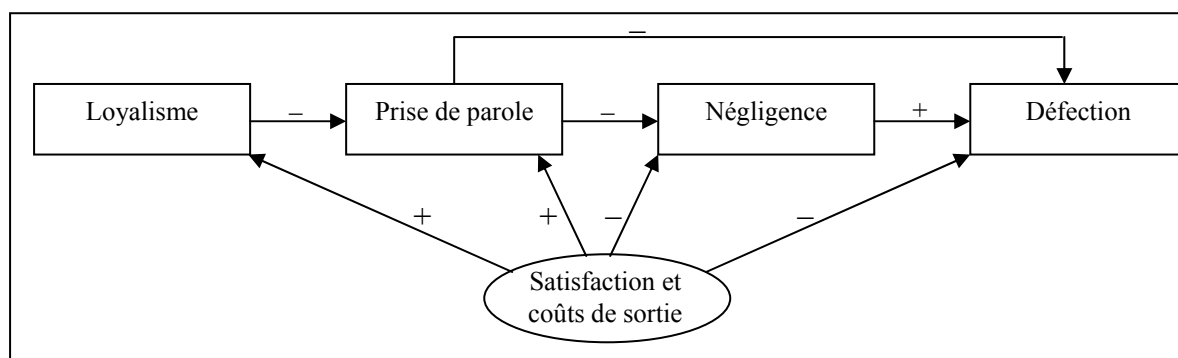 –
Loyalisme
–
Prise de parole
–
Négligence
+
Défection
+
+
–
–
Satisfaction et
coûts de sortie